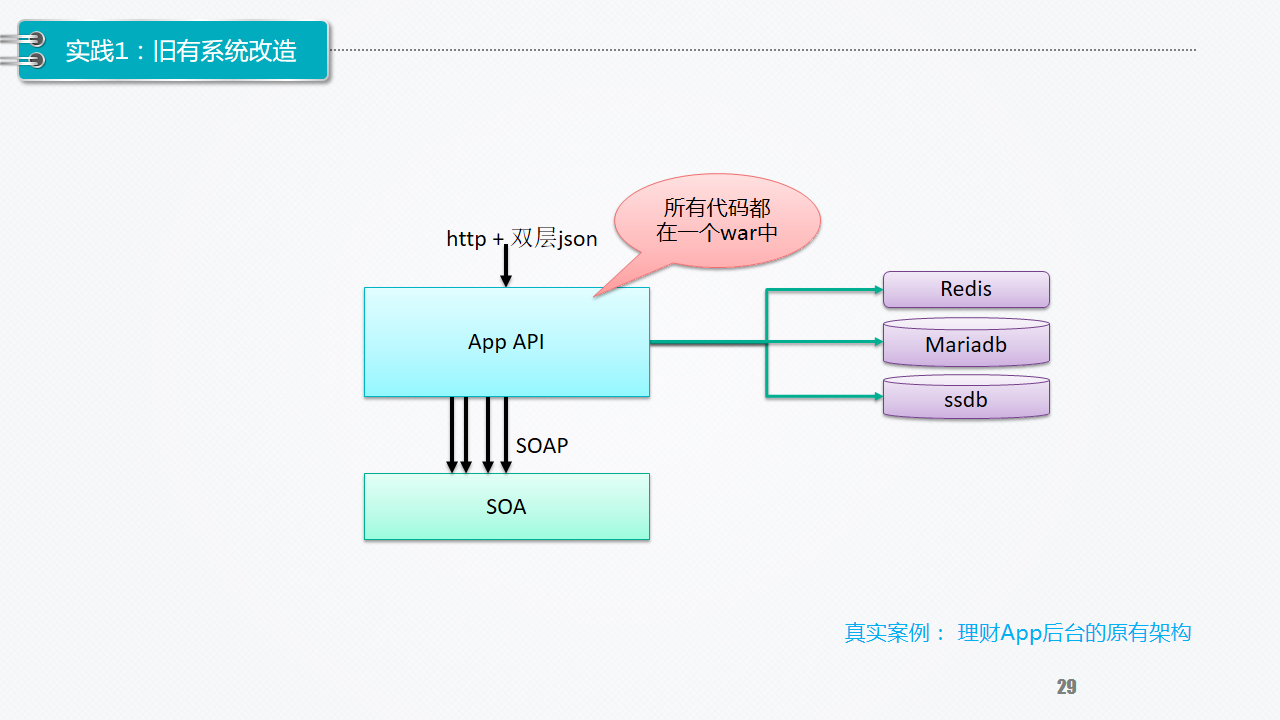 实践1：旧有系统改造
所有代码都
在一个war中
http + 双层json
Redis
App API
Mariadb
ssdb
SOAP
SOA
真实案例： 理财App后台的原有架构
29